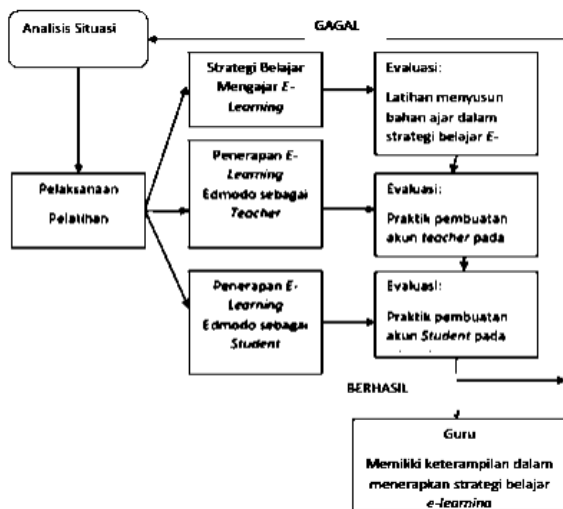 Analisis Situasi
GAGAL
Strategi Belajar
Mengajar E-
Learning
Evaluasi:
Latihan menyusun
bahan ajar dalam
strategi belajar E-
Pelaksanaan
Pelatihan
Penerapan E-
Learning
Edmodo sebagai
Teacher
Evaluasi:
Praktik pembuatan
akun teacher pada
Penerapan E-
Learning
Edmodo sebagai
Student
Evaluasi:
Praktik pembuatan
akun Student pada
BERHASIL
Guru
Memiliki keterampilan dalam
menerapkan strategi belajar
e-learning